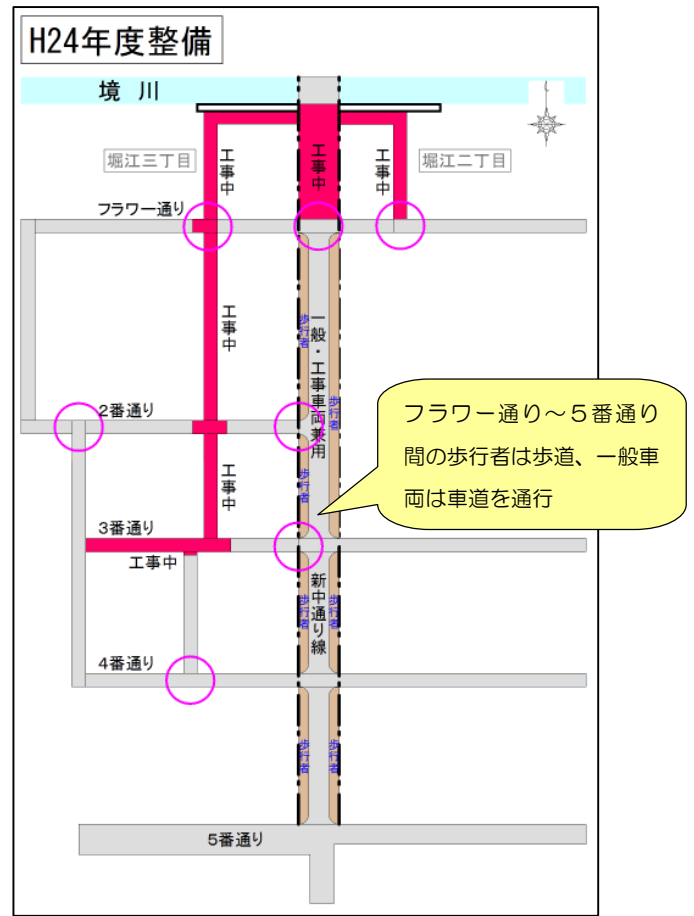 H24年度整備
境 川
堀江三丁目
工事中
工事中
工事中
堀江二丁目
フラワー通り
工事中
歩行者
一般・工事車両兼用
2番通り
歩行者
フラワー通り～5番通り
間の歩行者は歩道、一般車
両は車道を通行
工事中
歩行者
3番通り
工事中
新中通り線
歩行者
歩行者
4番通り
歩行者
歩行者
5番通り